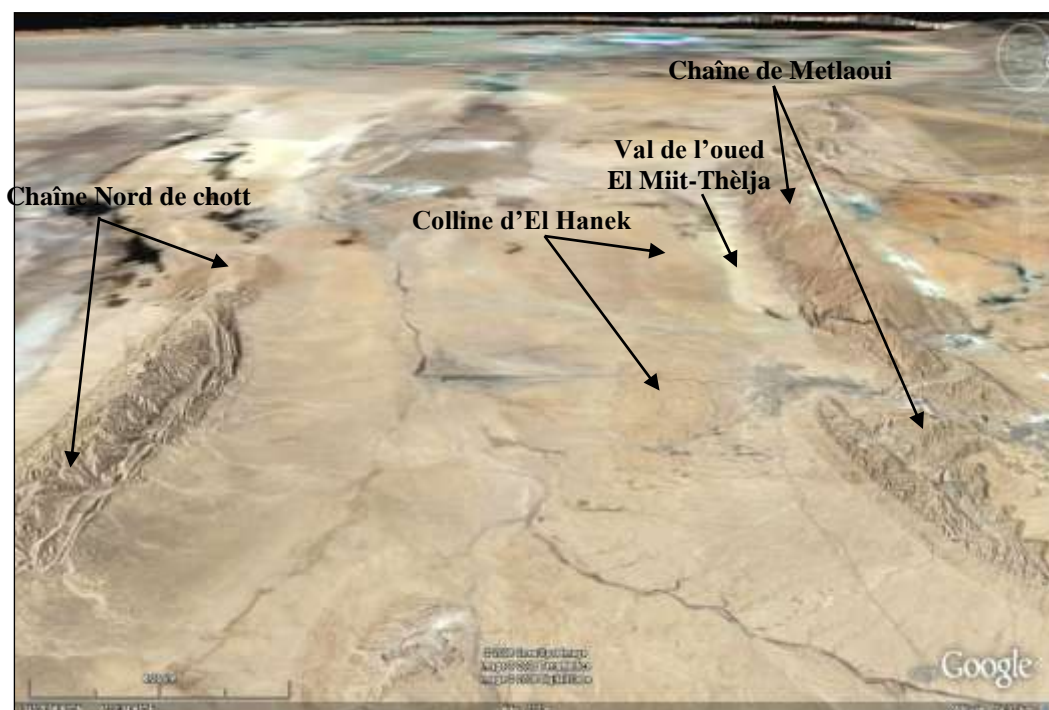 Chaîne de Metlaoui
Val de l'oued
El Miit-Thèlja
Chaîne Nord de chott
Colline d'El Hanek
Google